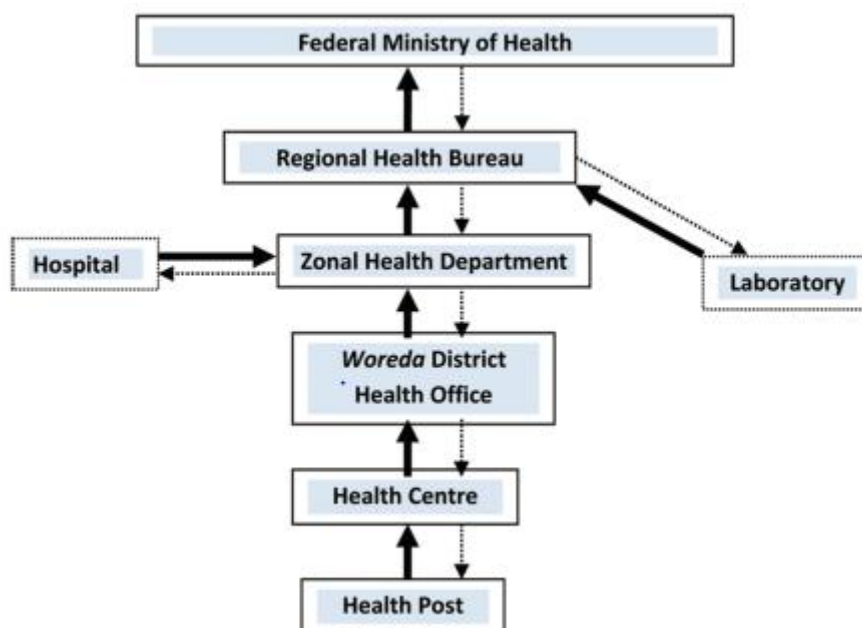 Federal Ministry of Health
Regional Health Bureau
Hospital
Zonal Health Department
Laboratory
Woreda District
Health Office
Health Centre
Health Post